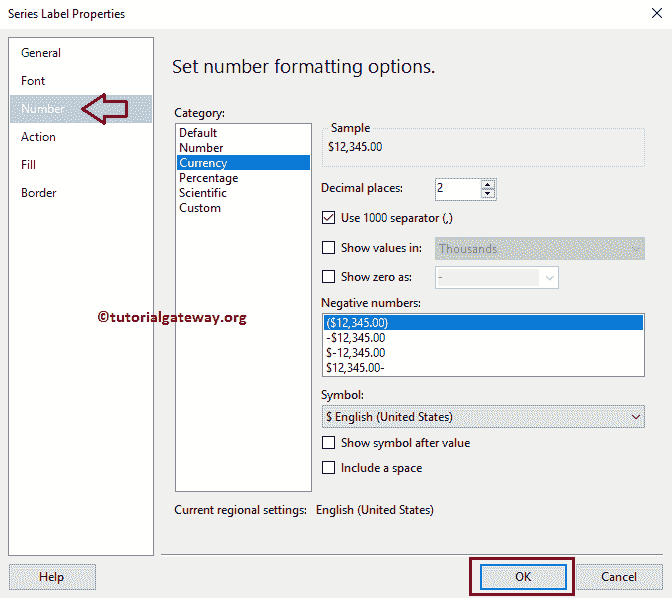 Series Label Properties
General
Font
Number
Action
Fill
Border
Set number formatting options.
Category:
Default
Number
Currency
Percentage
Scientific
Custom
Sample
$12,345.00
Decimal places: 2
Use 1000 separator (,)
Show values in: Thousands
Show zero as: -
Negative numbers:
($12,345.00)
-$12,345.00
$-12,345.00
$12,345.00-
Symbol:
$ English (United States)
Show symbol after value
Include a space
Current regional settings: English (United States)
©tutorialgateway.org
Help OK Cancel